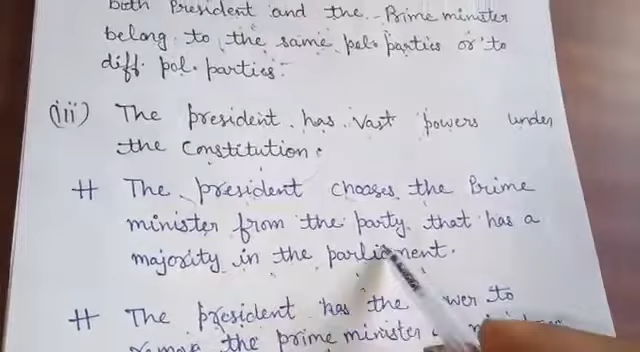 both President and the Prime minister
belong to the same pol. parties or to
diff. pol. parties.
(iii) The president has vast powers under
the Constitution.
# The president chooses the Prime
minister from the party that has a
majority in the parliament.
# The president has the to
the prime minister